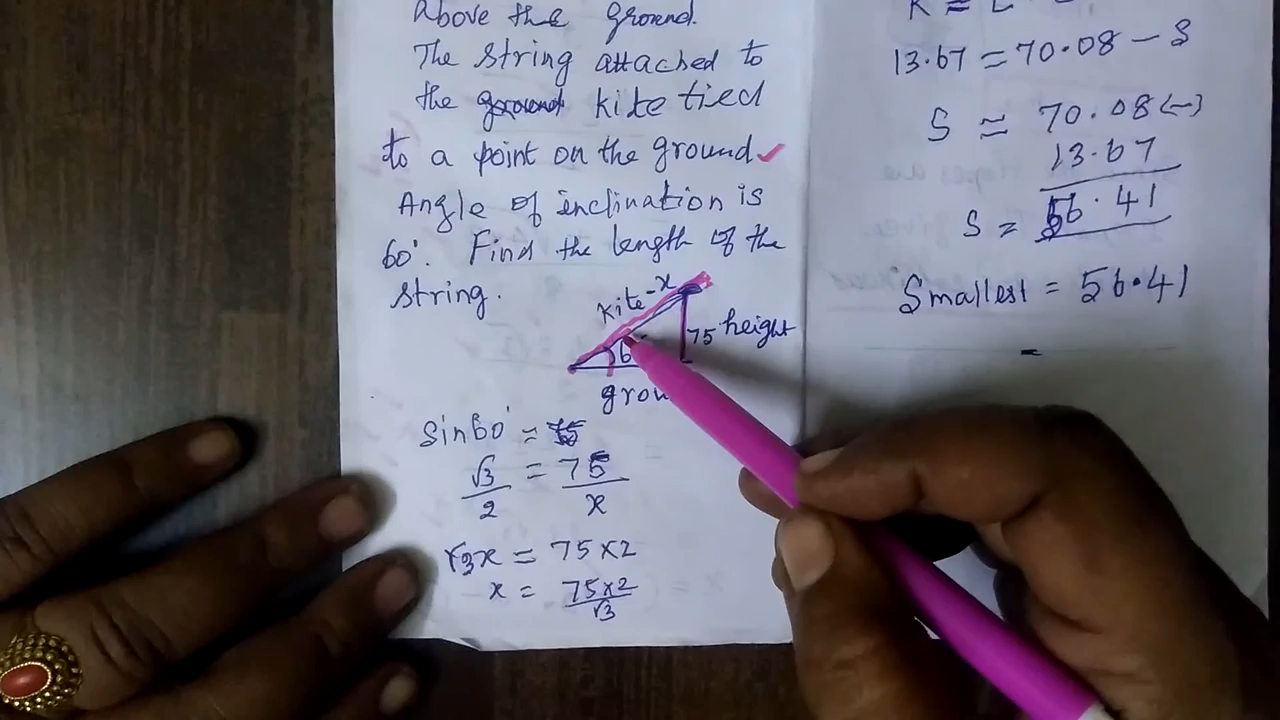 Above the ground.
The string attached to
the ground kite tied
to a point on the ground
Angle of inclination is
60°. Find the length of the
string.
kite-x
75 height
6
grou
sin60° = 75
√3/2 = 75/x
√3x = 75×2
x = 75×2/√3
13.67 = 70.08 - S
S = 70.08(-)
13.67
S = 56.41
Smallest = 56.41